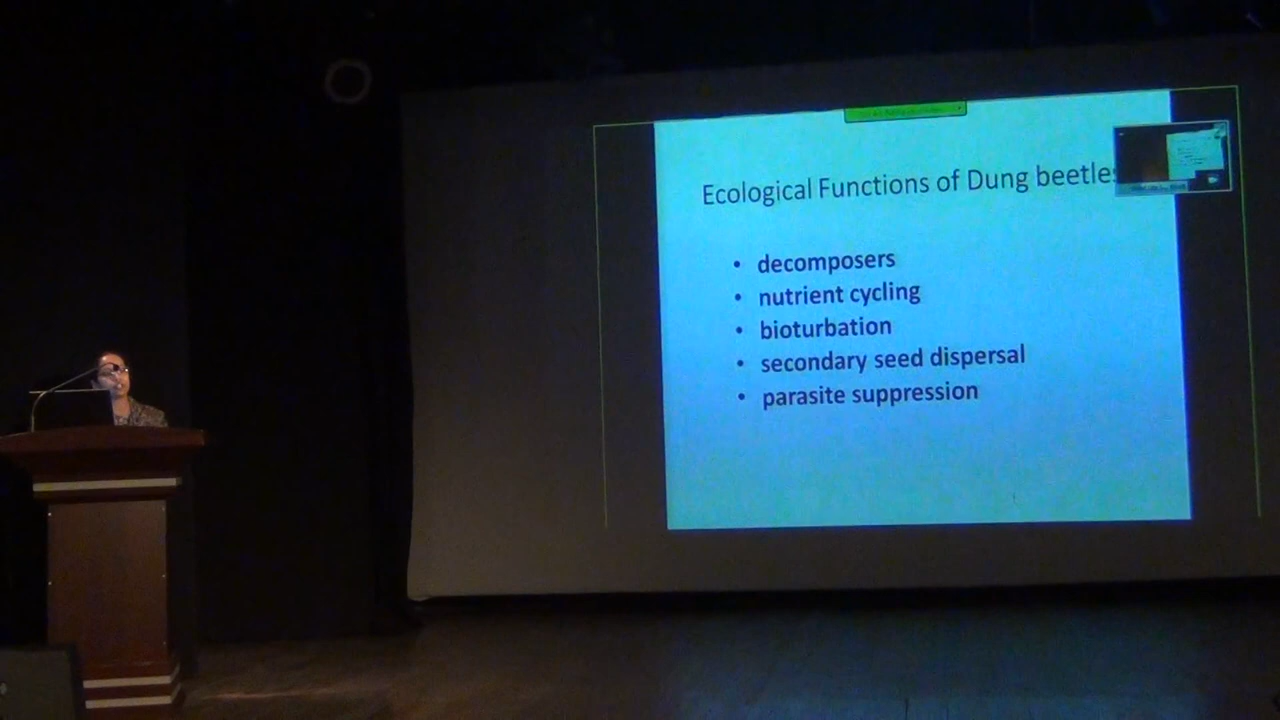 Ecological Functions of Dung beetles
• decomposers
• nutrient cycling
• bioturbation
• secondary seed dispersal
• parasite suppression